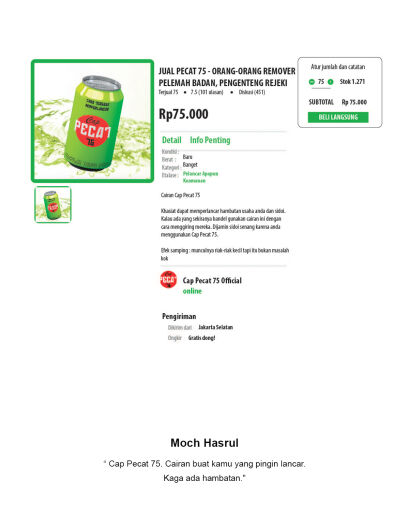 JUAL PECAT 75 - ORANG-ORANG REMOVER
PELEMAH BADAN, PENGENTENG REJEKI
Terjual 75 • 7.5 (101 ulasan) • Diskusi (451)
Rp75.000
Atur jumlah dan catatan
75 Stok 1.271
SUBTOTAL Rp 75.000
BELI LANGSUNG
CARA TERBAIK
MEMPERLANCAR
Cap
PECAT
75
Detail Info Penting
Kondisi : Baru
Berat : Banget
Kategori : Pelancar Apapun
Etalase : Keamanan
Cairan Cap Pecat 75
Khasiat dapat memperlancar hambatan usaha anda dan sidoi.
Kalau ada yang sekiranya bandel gunakan cairan ini dengan
cara menggiring mereka. Dijamin sidoi senang karena anda
menggunakan Cap Pecat 75.
Efek samping : muncalnya riak-riak kecil tapi itu bukan masalah
kok
PECAT
Cap Pecat 75 Official
online
Pengiriman
Dikirim dari Jakarta Selatan
Ongkir Gratis dong!
Moch Hasrul
“ Cap Pecat 75. Cairan buat kamu yang pingin lancar.
Kaga ada hambatan.”